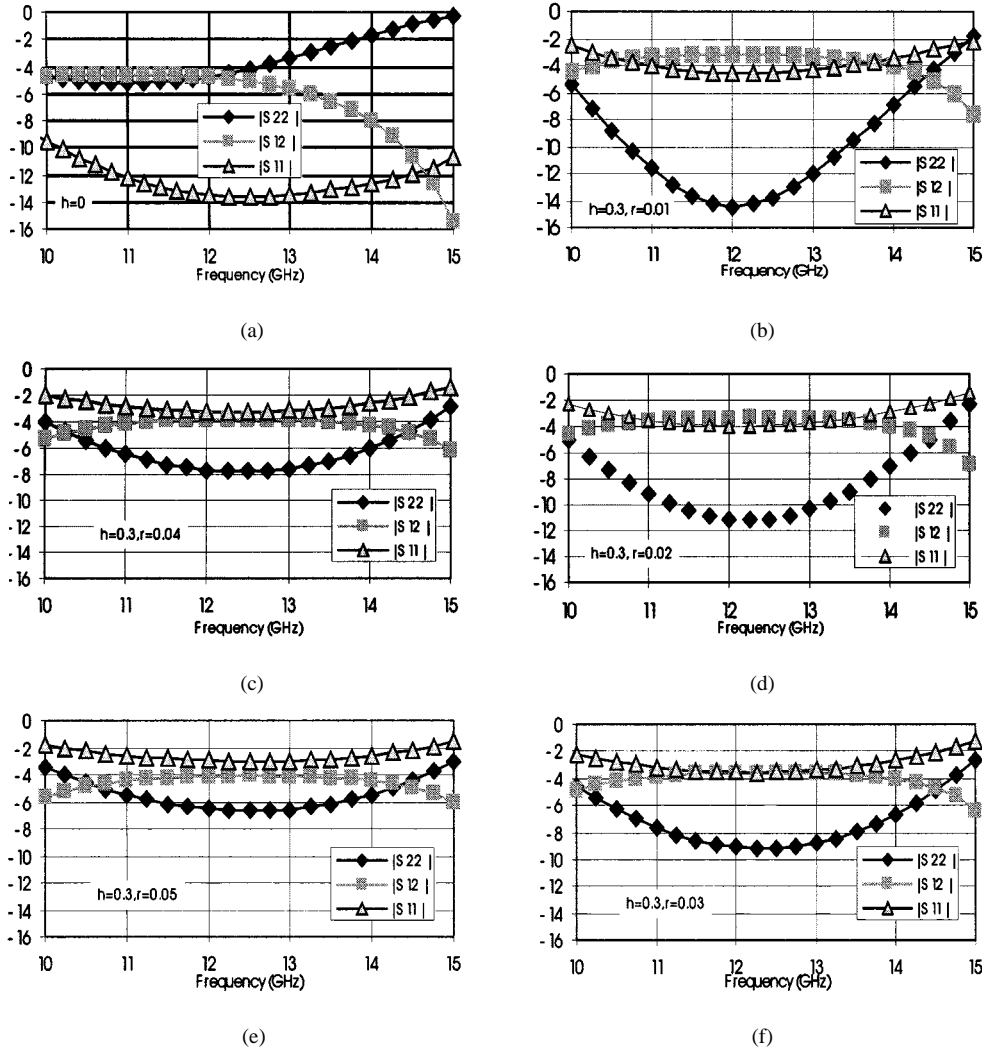 0
-2
-4
-6
-8
-10
-12
-14
-16
|S 22 |
|S 12 |
|S 11 |
h=0
10 11 12 13 14 15
Frequency (GHz)
(a)
0
-2
-4
-6
-8
-10
-12
-14
-16
|S 22 |
|S 12 |
|S 11 |
h=0.3, r=0.01
10 11 12 13 14 15
Frequency (GHz)
(b)
0
-2
-4
-6
-8
-10
-12
-14
-16
|S 22 |
|S 12 |
|S 11 |
h=0.3,r=0.04
10 11 12 13 14 15
Frequency (GHz)
(c)
0
-2
-4
-6
-8
-10
-12
-14
-16
|S 22 |
|S 12 |
|S 11 |
h=0.3, r=0.02
10 11 12 13 14 15
Frequency (GHz)
(d)
0
-2
-4
-6
-8
-10
-12
-14
-16
|S 22 |
|S 12 |
|S 11 |
h=0.3,r=0.05
10 11 12 13 14 15
Frequency (GHz)
(e)
0
-2
-4
-6
-8
-10
-12
-14
-16
|S 22 |
|S 12 |
|S 11 |
h=0.3,r=0.03
10 11 12 13 14 15
Frequency (GHz)
(f)